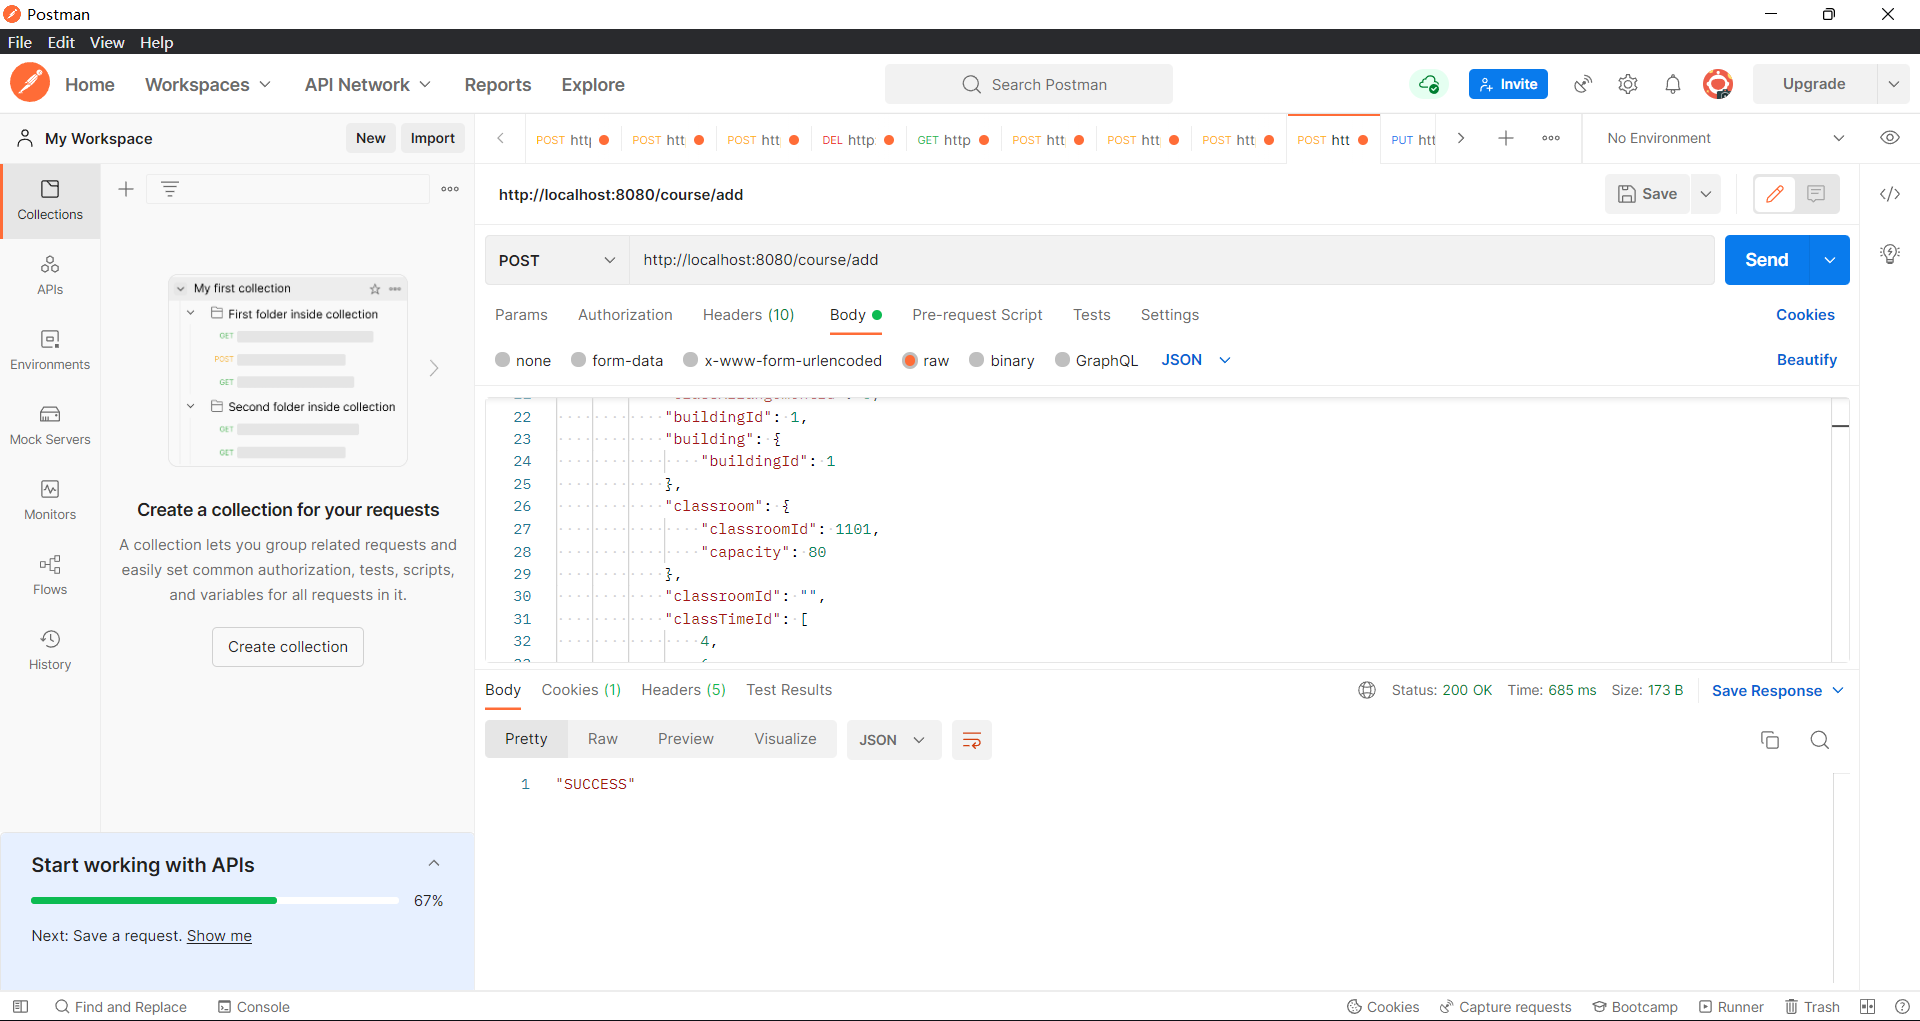 Postman
File Edit View Help
Home Workspaces API Network Reports Explore Search Postman Invite Upgrade
My Workspace New Import POST htt POST htt POST htt DEL http GET http POST htt POST htt POST htt POST htt PUT htt No Environment
Collections
http://localhost:8080/course/add Save
APIs
Environments
Mock Servers
Monitors
Flows
History
My first collection
First folder inside collection
GET
POST
GET
Second folder inside collection
GET
GET
Create a collection for your requests
A collection lets you group related requests and
easily set common authorization, tests, scripts,
and variables for all requests in it.
Create collection
Start working with APIs
67%
Next: Save a request. Show me
POST http://localhost:8080/course/add Send
Params Authorization Headers (10) Body Pre-request Script Tests Settings Cookies
none form-data x-www-form-urlencoded raw binary GraphQL JSON Beautify
22 "buildingId": 1,
23 "building": {
24 "buildingId": 1
25 },
26 "classroom": {
27 "classroomId": 1101,
28 "capacity": 80
29 },
30 "classroomId": "",
31 "classTimeId": [
32 4,
Body Cookies (1) Headers (5) Test Results Status: 200 OK Time: 685 ms Size: 173 B Save Response
Pretty Raw Preview Visualize JSON
1 "SUCCESS"
Find and Replace Console Cookies Capture requests Bootcamp Runner Trash